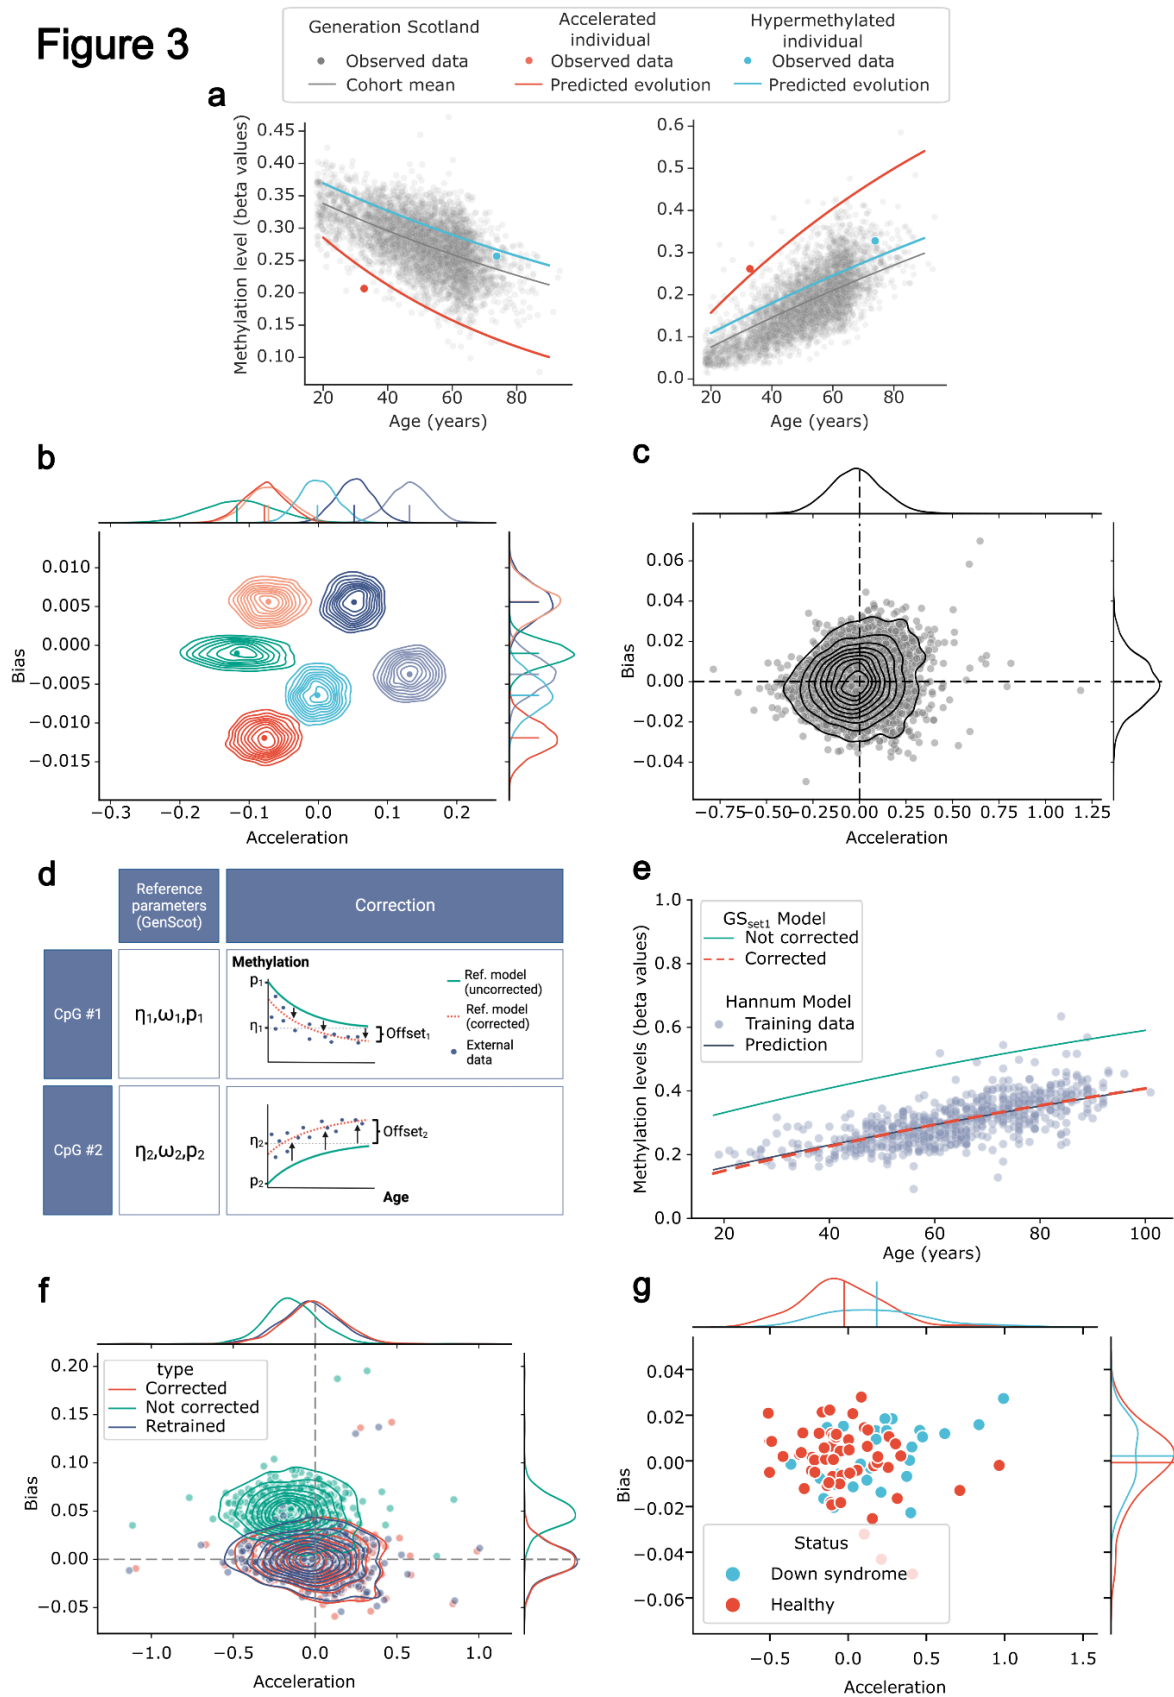 Figure 3
Generation Scotland
Observed data
Cohort mean
Accelerated
individual
Observed data
Predicted evolution
Hypermethylated
individual
Observed data
Predicted evolution
a
Methylation level (beta values)
0.45
0.40
0.35
0.30
0.25
0.20
0.15
0.10
20 40 60 80
Age (years)
0.6
0.5
0.4
0.3
0.2
0.1
0.0
20 40 60 80
Age (years)
b
Bias
0.010
0.005
0.000
−0.005
−0.010
−0.015
−0.3 −0.2 −0.1 0.0 0.1 0.2
Acceleration
c
Bias
0.06
0.04
0.02
0.00
−0.02
−0.04
−0.75 −0.50 −0.25 0.00 0.25 0.50 0.75 1.00 1.25
Acceleration
d
Reference
parameters
(GenScot)
Correction
CpG #1
η1,ω1,p1
Methylation
p1
η1
Offset1
Ref. model
(uncorrected)
Ref. model
(corrected)
External
data
CpG #2
η2,ω2,p2
η2
p2
Offset2
Age
e
Methylation levels (beta values)
1.0
0.8
0.6
0.4
0.2
0.0
GSset1 Model
Not corrected
Corrected
Hannum Model
Training data
Prediction
20 40 60 80 100
Age (years)
f
Bias
0.20
0.15
0.10
0.05
0.00
−0.05
type
Corrected
Not corrected
Retrained
−1.0 −0.5 0.0 0.5 1.0
Acceleration
g
Bias
0.04
0.02
0.00
−0.02
−0.04
−0.06
Status
Down syndrome
Healthy
−0.5 0.0 0.5 1.0 1.5
Acceleration